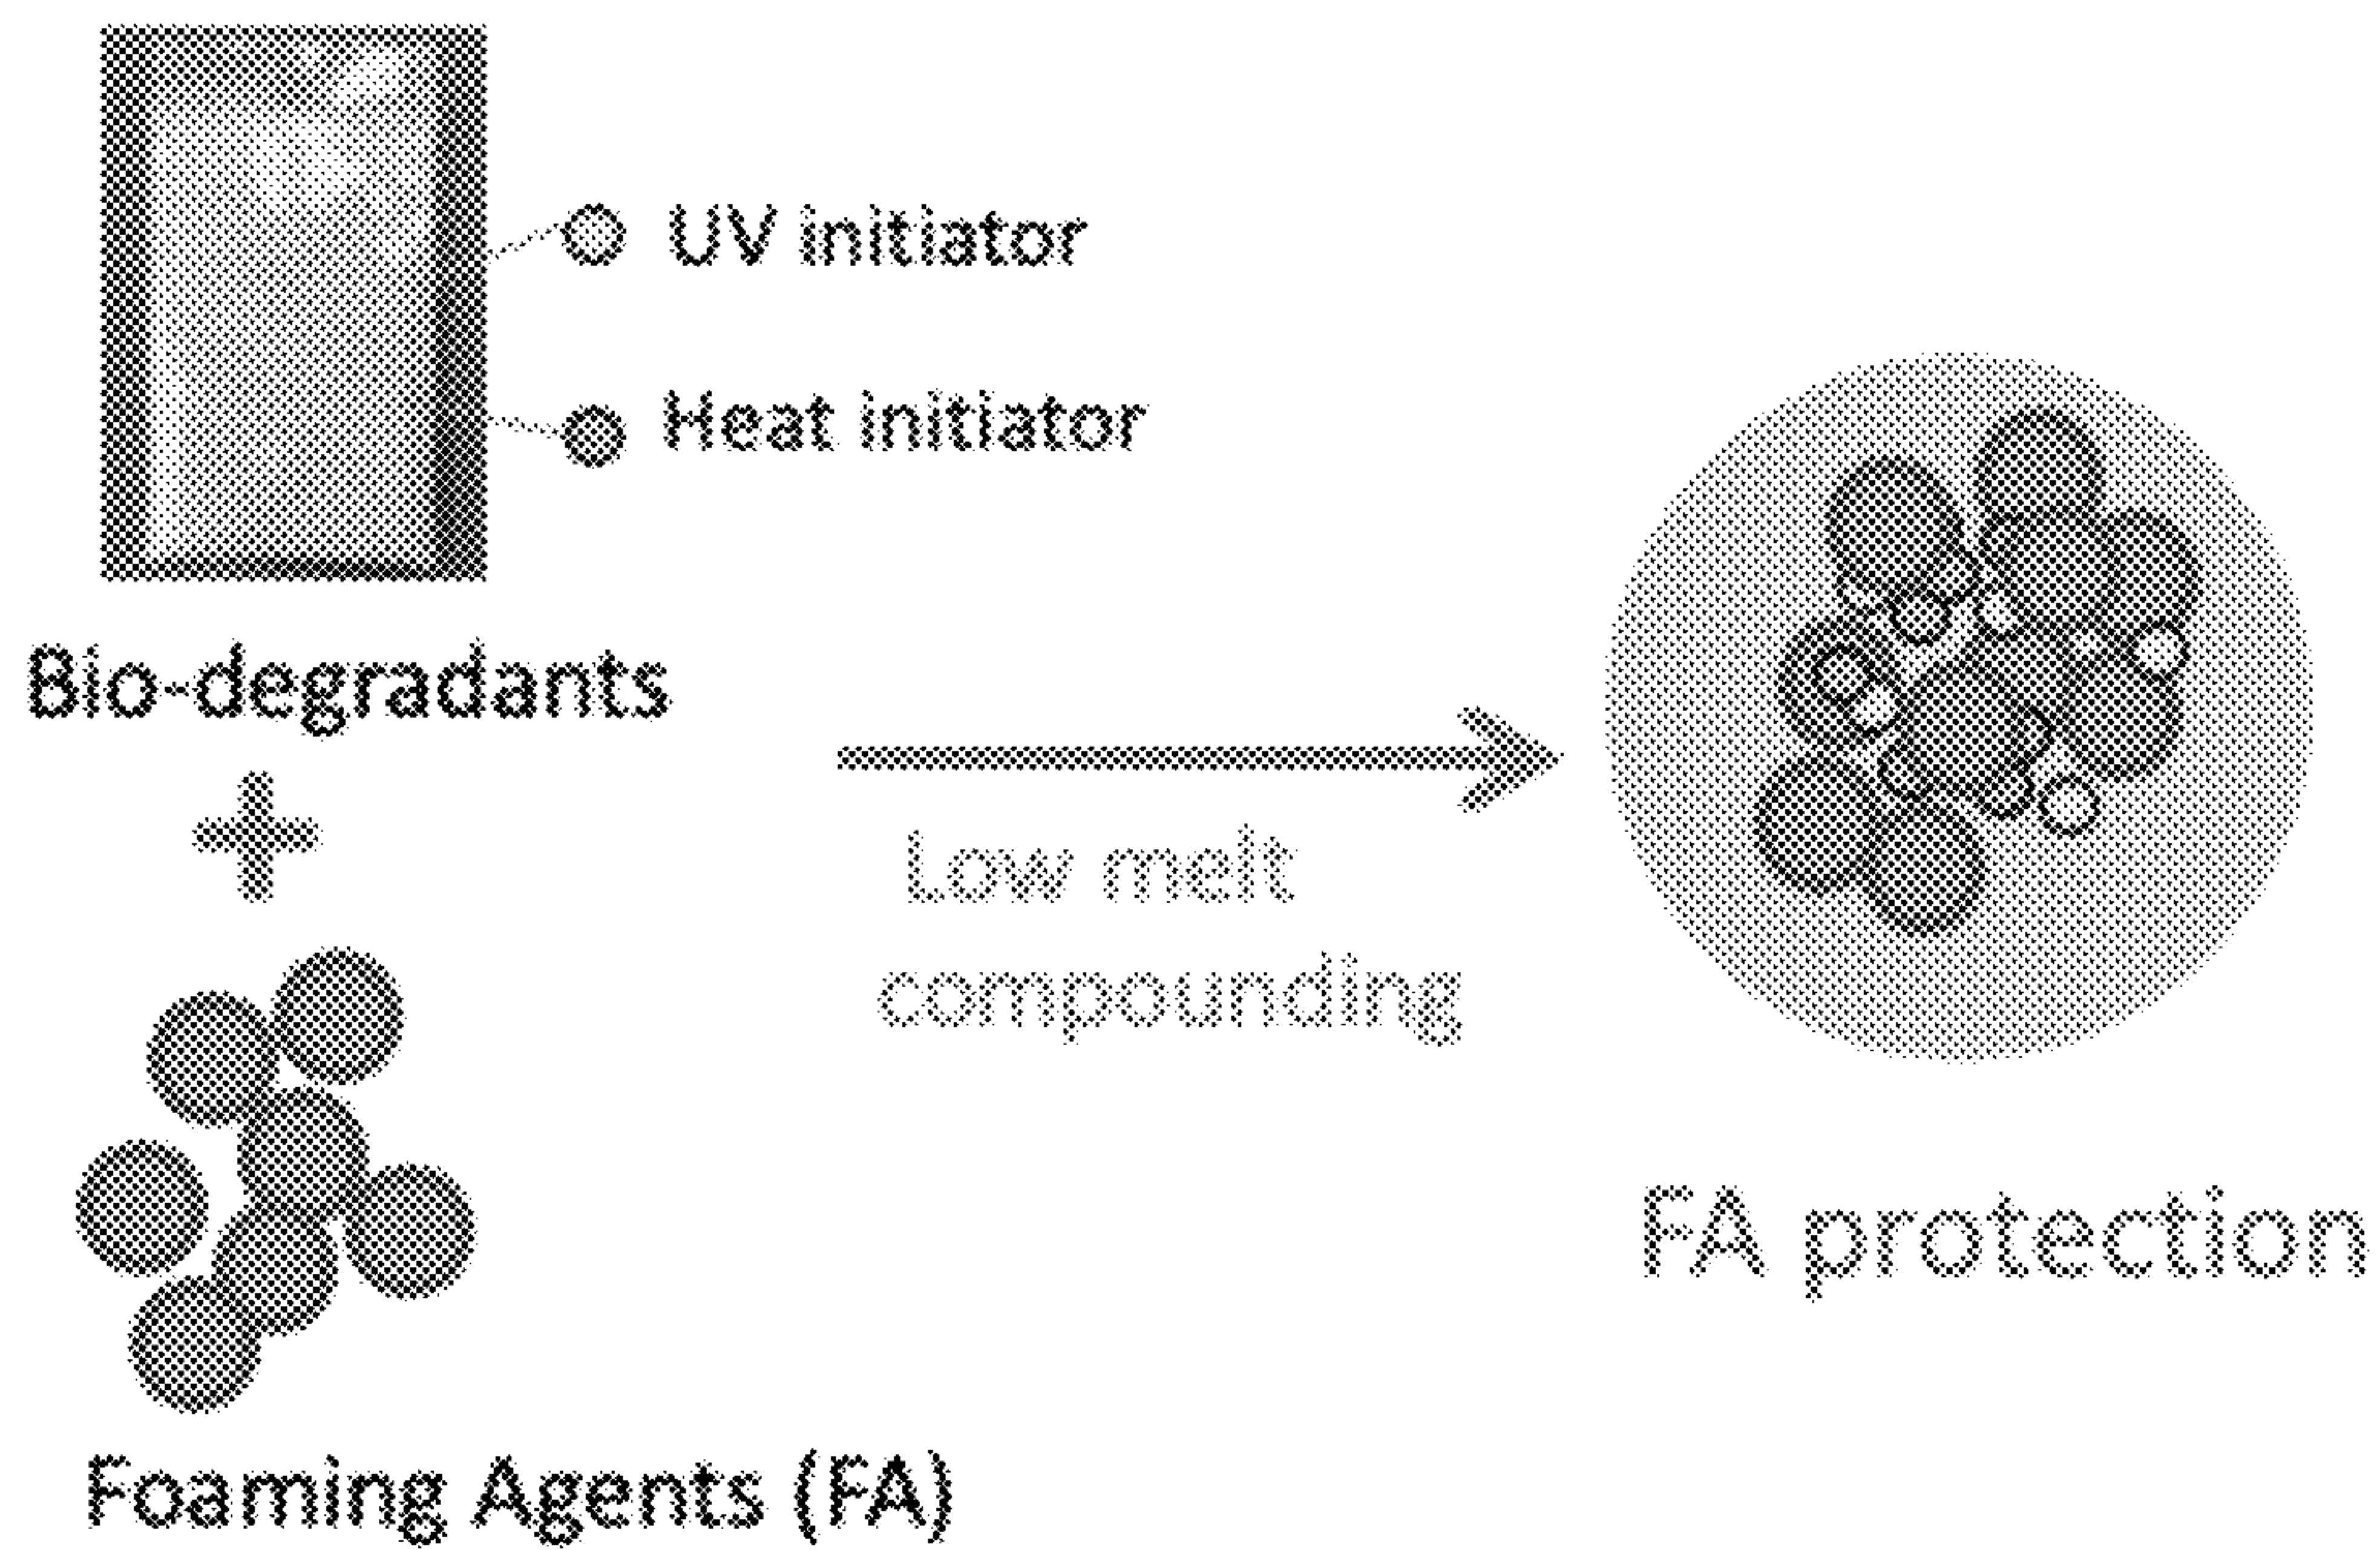 UV initiator
Heat initiator
Bio-degradants
+
Low melt
compounding
FA protection
Foaming Agents (FA)